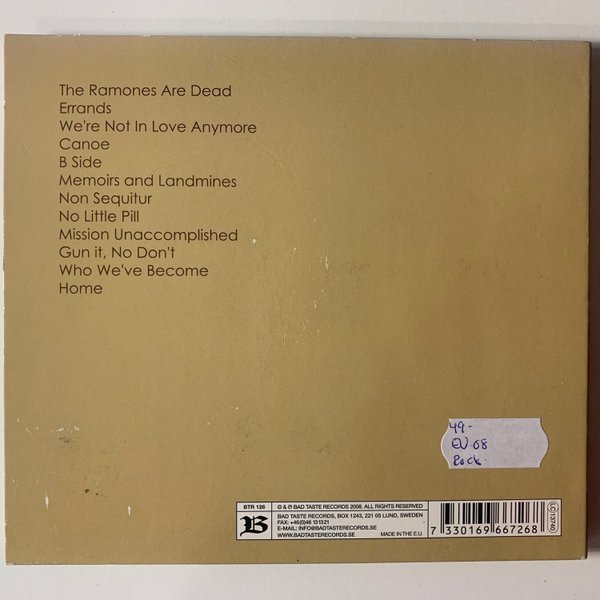 The Ramones Are Dead
Errands
We're Not In Love Anymore
Canoe
B Side
Memoirs and Landmines
Non Sequitur
No Little Pill
Mission Unaccomplished
Gun it, No Don't
Who We've Become
Home
49-
EU 08
Rock
BTR 126
© & ℗ BAD TASTE RECORDS 2008. ALL RIGHTS RESERVED
B
BAD TASTE RECORDS, BOX 1243, 221 05 LUND, SWEDEN
FAX: +46(0)46 131321
E-MAIL: INFO@BADTASTERECORDS.SE
WWW.BADTASTERECORDS.SE
MADE IN THE E.U.
7 330169 667268
LC13740